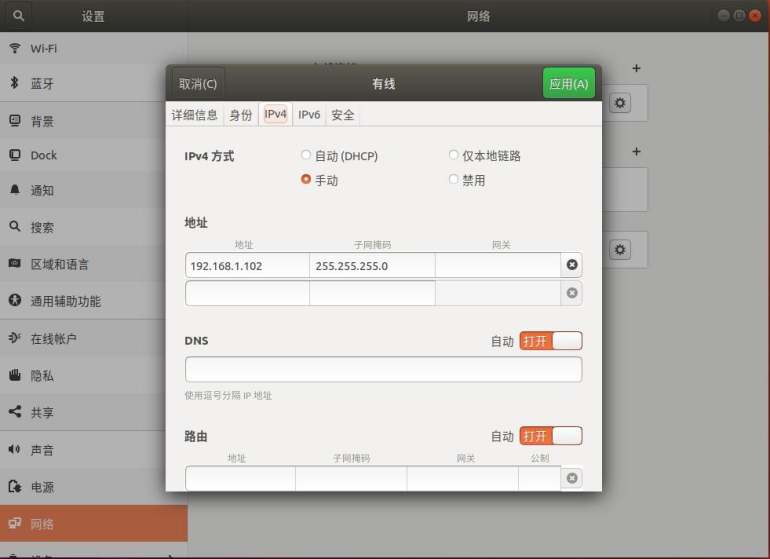 设置
网络
Wi-Fi
蓝牙
背景
Dock
通知
搜索
区域和语言
通用辅助功能
在线帐户
隐私
共享
声音
电源
网络
取消(C)
有线
应用(A)
详细信息 身份 IPv4 IPv6 安全
IPv4 方式
自动 (DHCP)
仅本地链路
手动
禁用
地址
地址 子网掩码 网关
192.168.1.102 255.255.255.0
DNS
自动 打开
使用逗号分隔 IP 地址
路由
自动 打开
地址 子网掩码 网关 公制